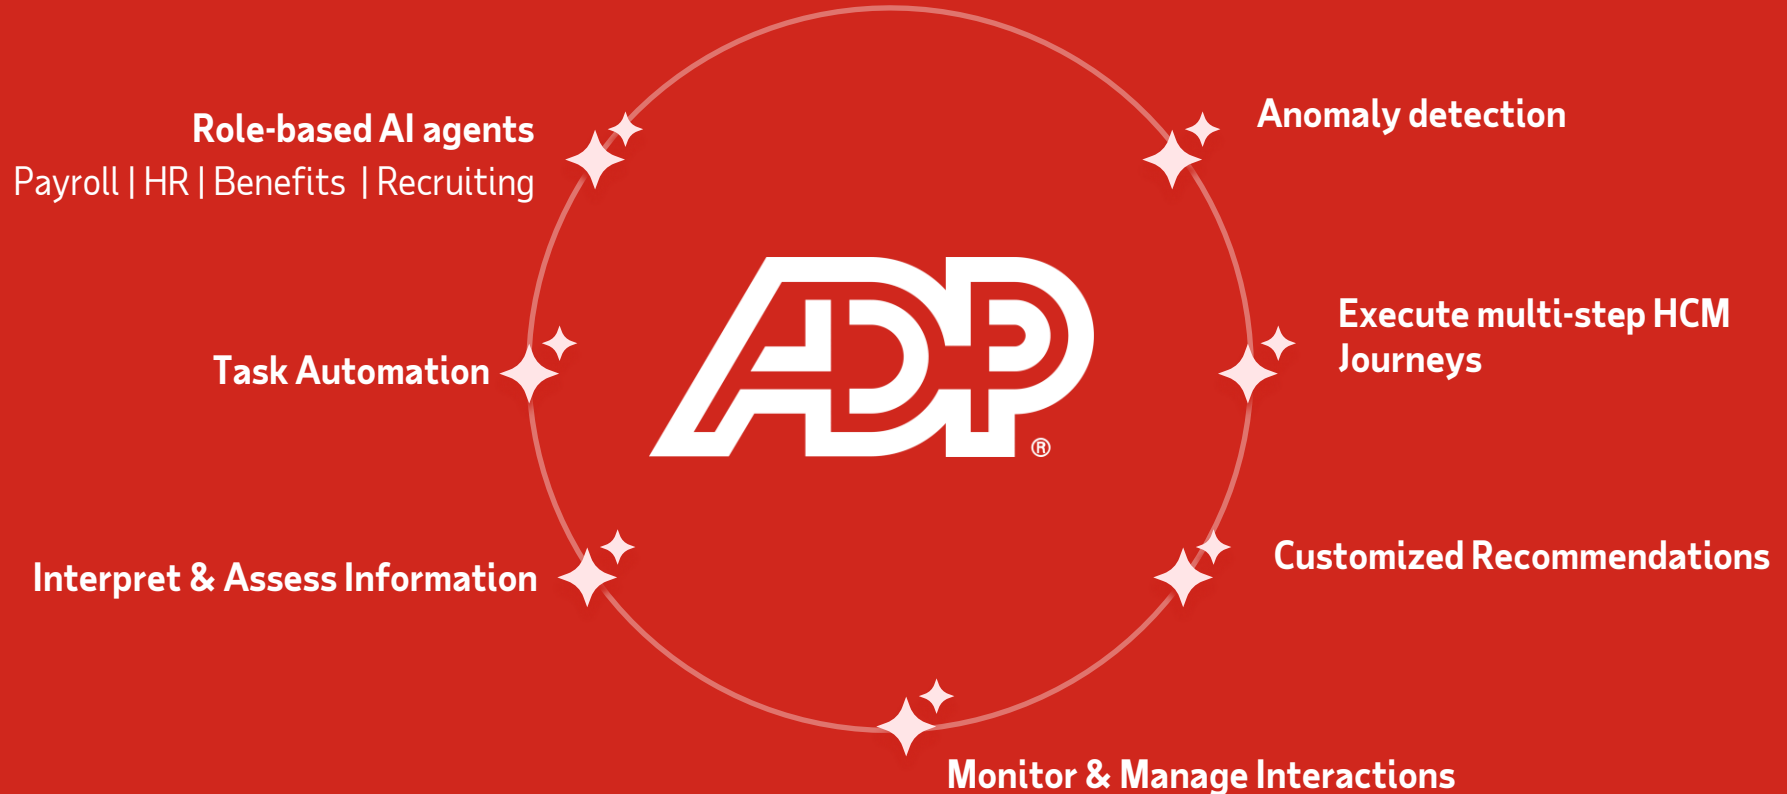 Role-based AI agents
Payroll | HR | Benefits | Recruiting
Anomaly detection
Task Automation
ADP
®
Execute multi-step HCM
Journeys
Interpret & Assess Information
Customized Recommendations
Monitor & Manage Interactions